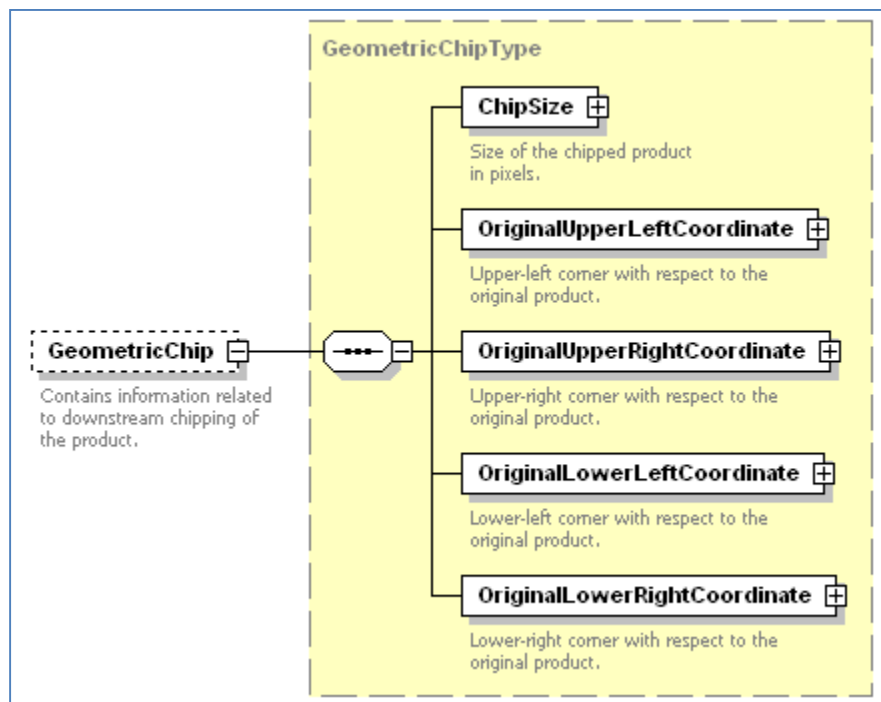 GeometricChipType
ChipSize
Size of the chipped product
in pixels.
OriginalUpperLeftCoordinate
Upper-left corner with respect to the
original product.
GeometricChip
Contains information related
to downstream chipping of
the product.
OriginalUpperRightCoordinate
Upper-right corner with respect to the
original product.
OriginalLowerLeftCoordinate
Lower-left corner with respect to the
original product.
OriginalLowerRightCoordinate
Lower-right corner with respect to the
original product.